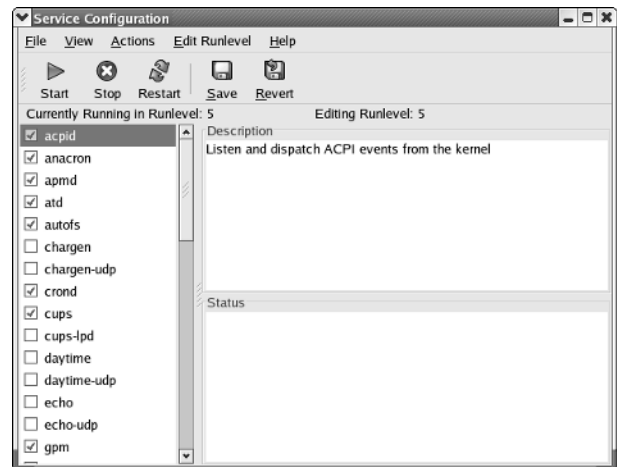 Service Configuration
File View Actions Edit Runlevel Help
Start Stop Restart Save Revert
Currently Running in Runlevel: 5 Editing Runlevel: 5
acpid
anacron
apmd
atd
autofs
chargen
chargen-udp
crond
cups
cups-lpd
daytime
daytime-udp
echo
echo-udp
gpm
Description
Listen and dispatch ACPI events from the kernel
Status